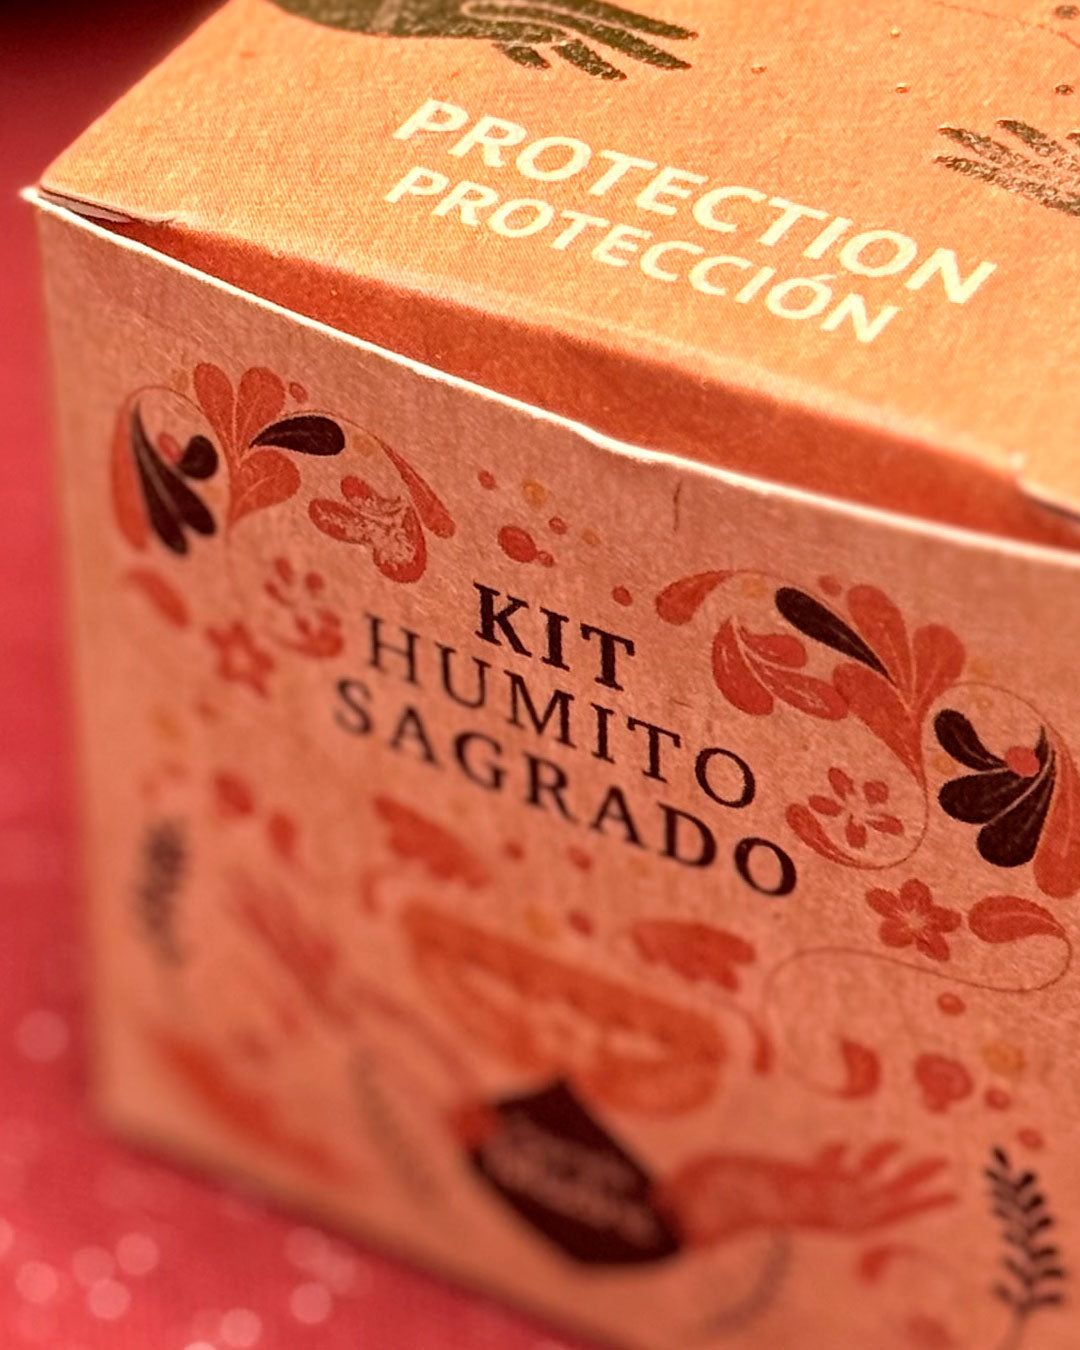 PROTECTION
PROTECCIÓN
KIT
HUMITO
SAGRADO